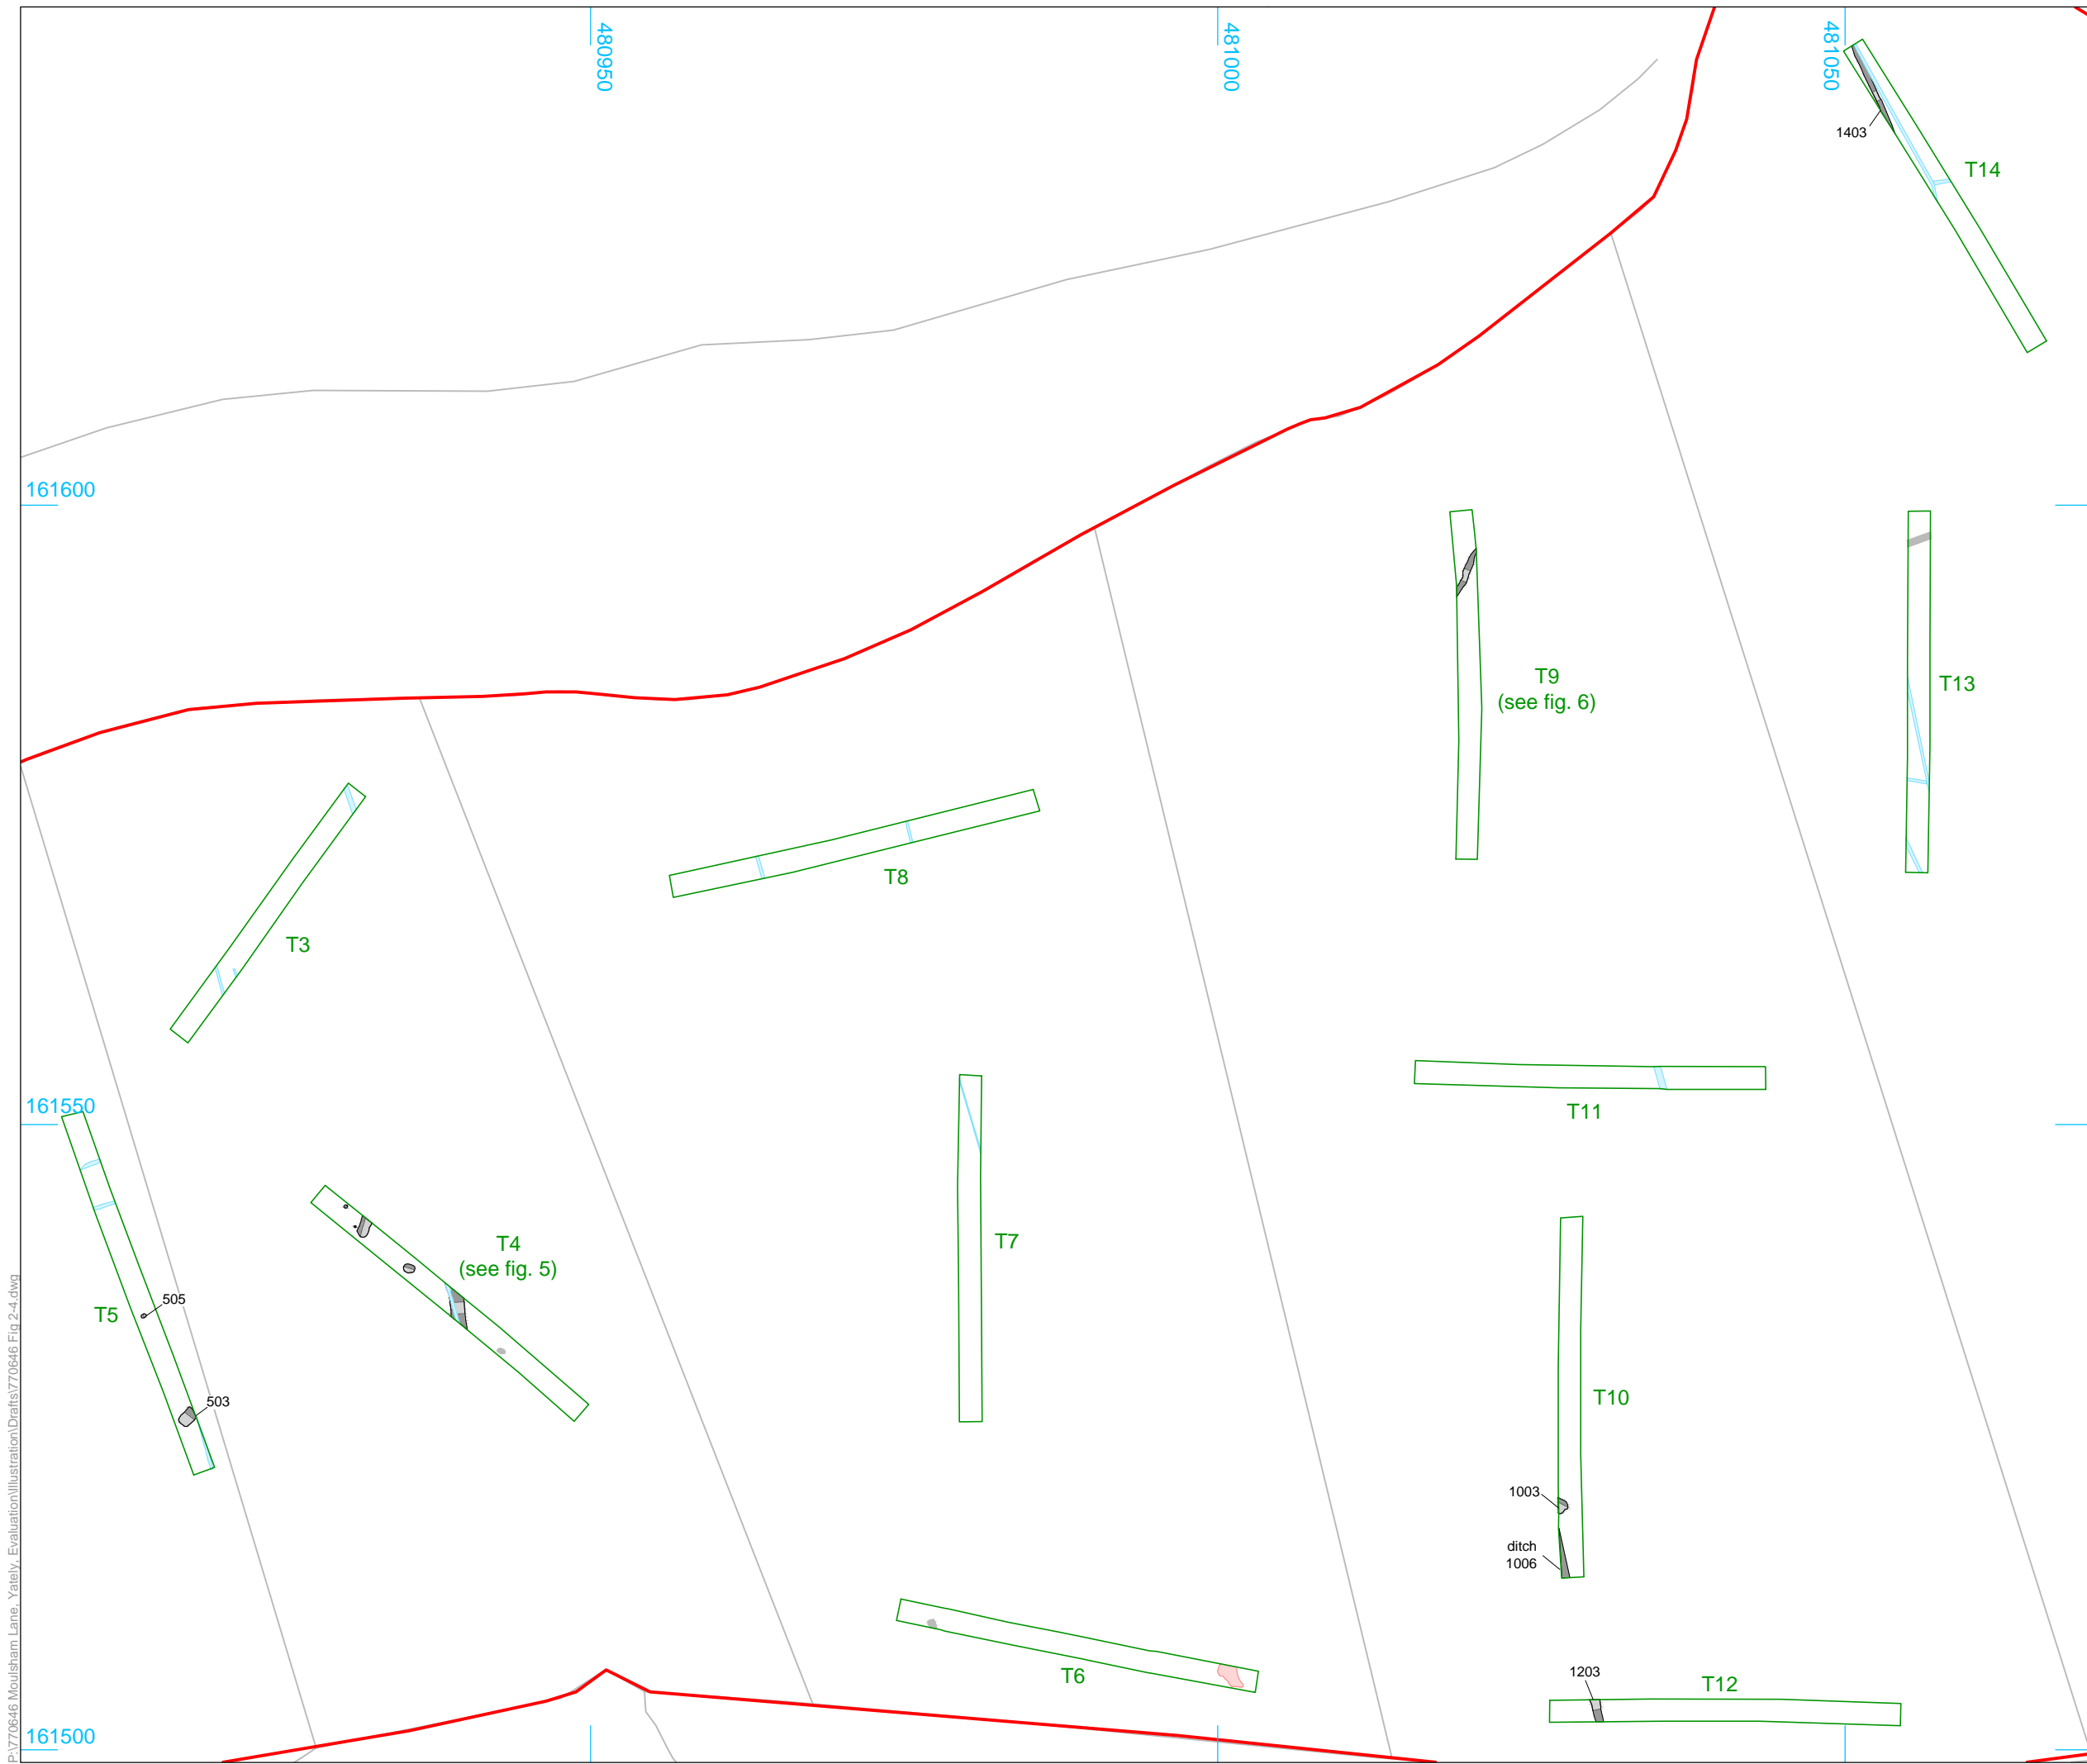 480950
481000
481050
1403
T14
161600
T9
(see fig. 6)
T13
T8
T3
161550
T11
T4
(see fig. 5)
T7
505
T5
T10
503
1003
ditch
1006
1203
T6
T12
161500
P:\770646 Moulsham Lane, Yately, Evaluation\Illustration\Drafts\770646 Fig 2-4.dwg